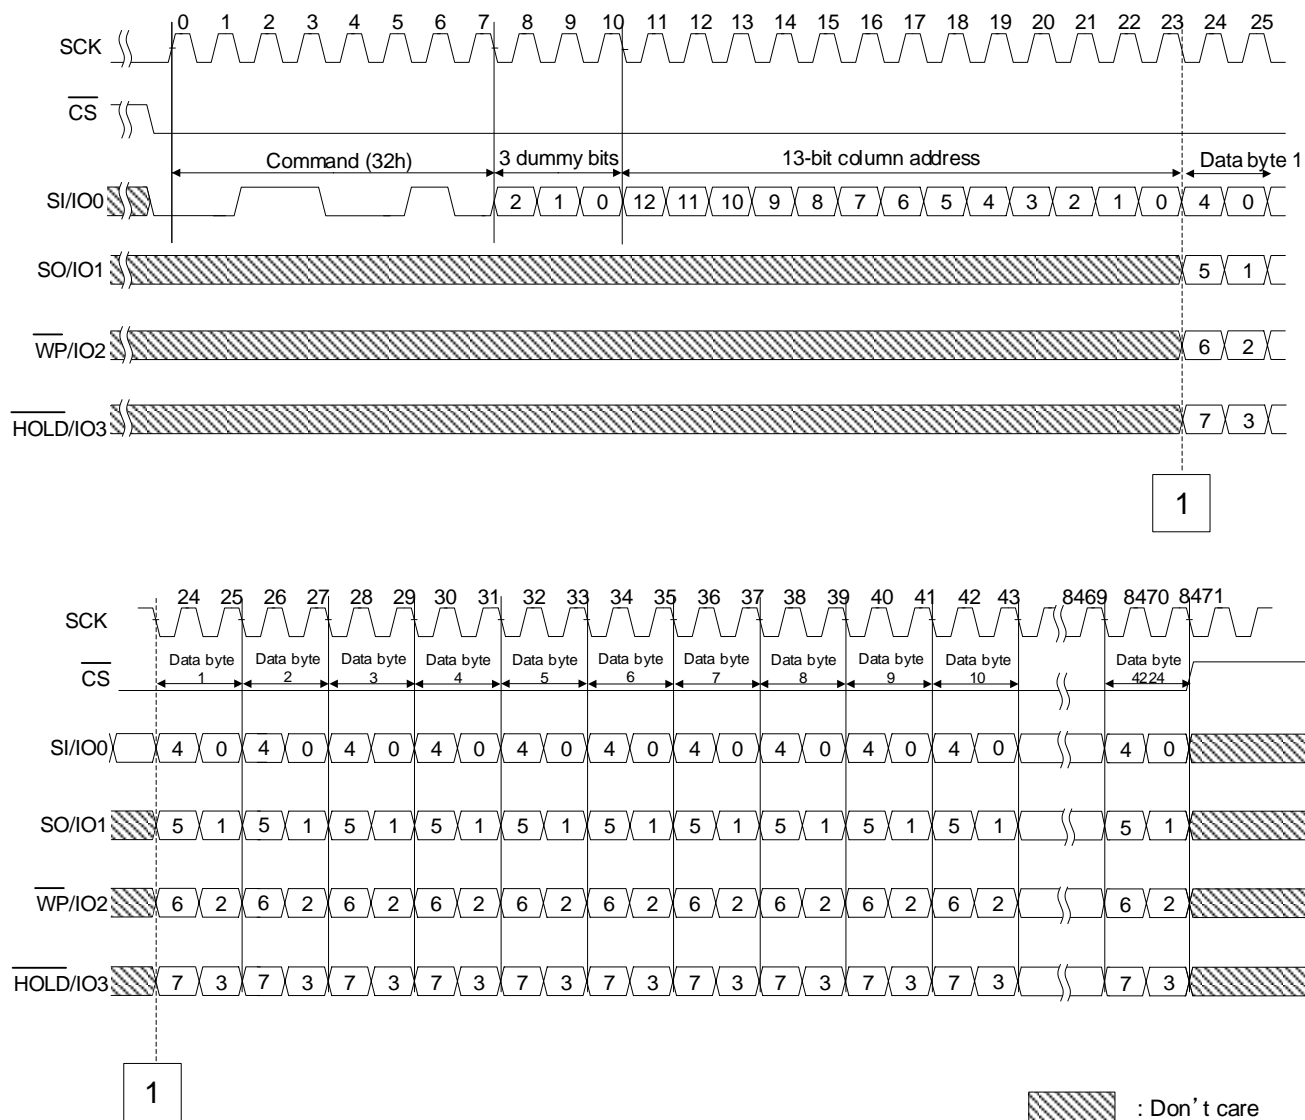 0 1 2 3 4 5 6 7 8 9 10 11 12 13 14 15 16 17 18 19 20 21 22 23 24 25
SCK
CS
Command (32h) 3 dummy bits 13-bit column address Data byte 1
SI/IO0 2 1 0 12 11 10 9 8 7 6 5 4 3 2 1 0 4 0
SO/IO1 5 1
WP/IO2 6 2
HOLD/IO3 7 3
1
24 25 26 27 28 29 30 31 32 33 34 35 36 37 38 39 40 41 42 43 8469 8470 8471
SCK
Data byte Data byte Data byte Data byte Data byte Data byte Data byte Data byte Data byte Data byte Data byte
CS 1 2 3 4 5 6 7 8 9 10 4224
SI/IO0 4 0 4 0 4 0 4 0 4 0 4 0 4 0 4 0 4 0 4 0 4 0
SO/IO1 5 1 5 1 5 1 5 1 5 1 5 1 5 1 5 1 5 1 5 1 5 1
WP/IO2 6 2 6 2 6 2 6 2 6 2 6 2 6 2 6 2 6 2 6 2 6 2
HOLD/IO3 7 3 7 3 7 3 7 3 7 3 7 3 7 3 7 3 7 3 7 3 7 3
1
: Don't care